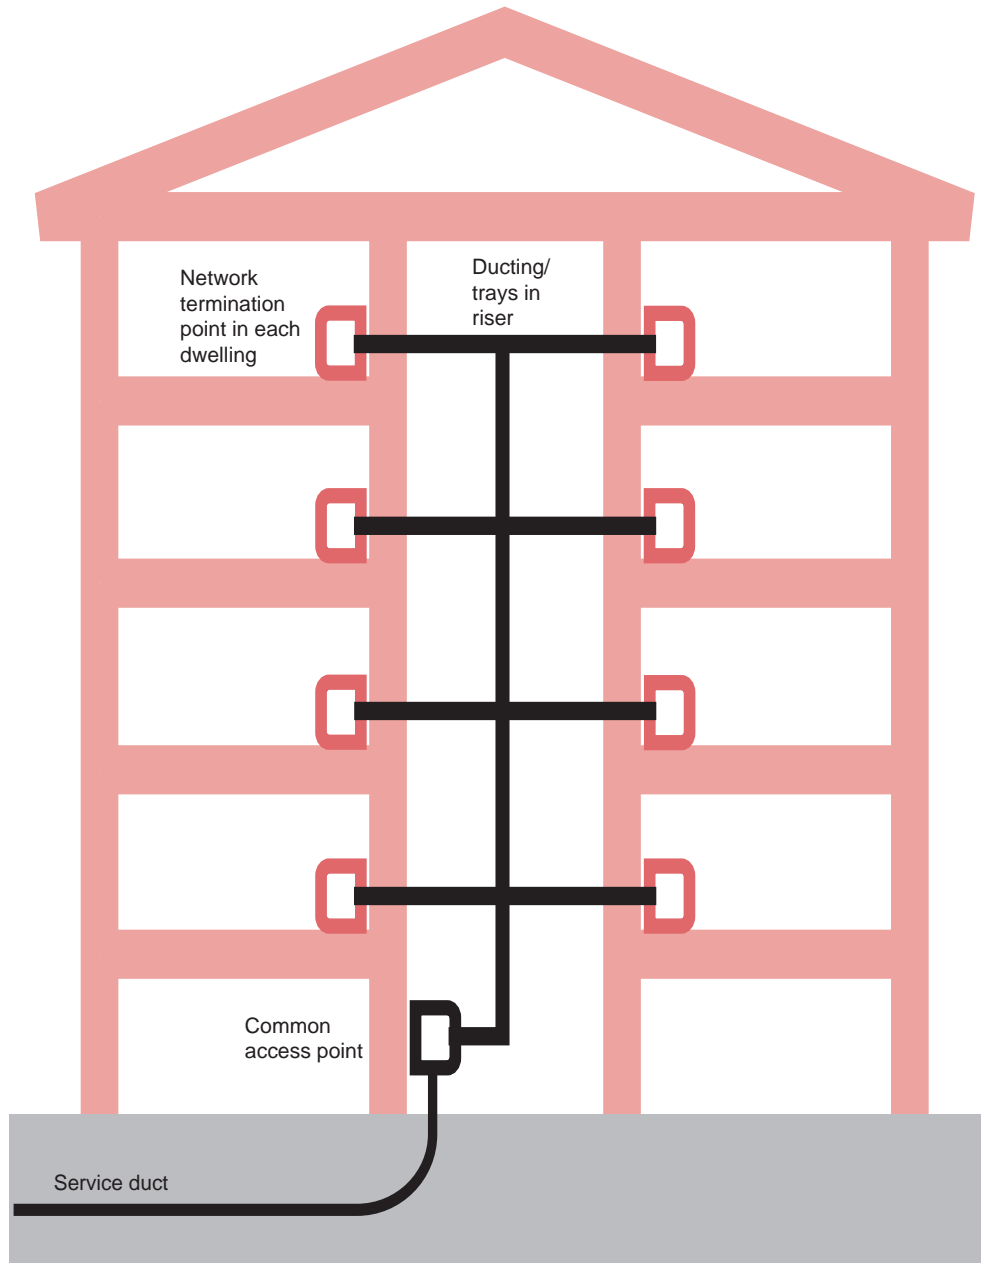 Network
termination
point in each
dwelling
Ducting/
trays in
riser
Common
access point
Service duct